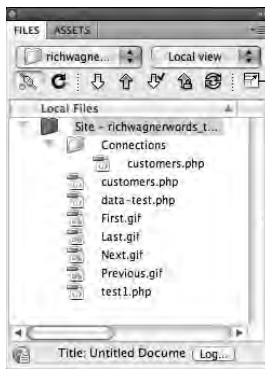 FILES ASSETS
richwagne... Local view
Local Files
Site - richwagnerwords_t...
Connections
customers.php
customers.php
data-test.php
First.gif
Last.gif
Next.gif
Previous.gif
test1.php
Title: Untitled Docume Log...